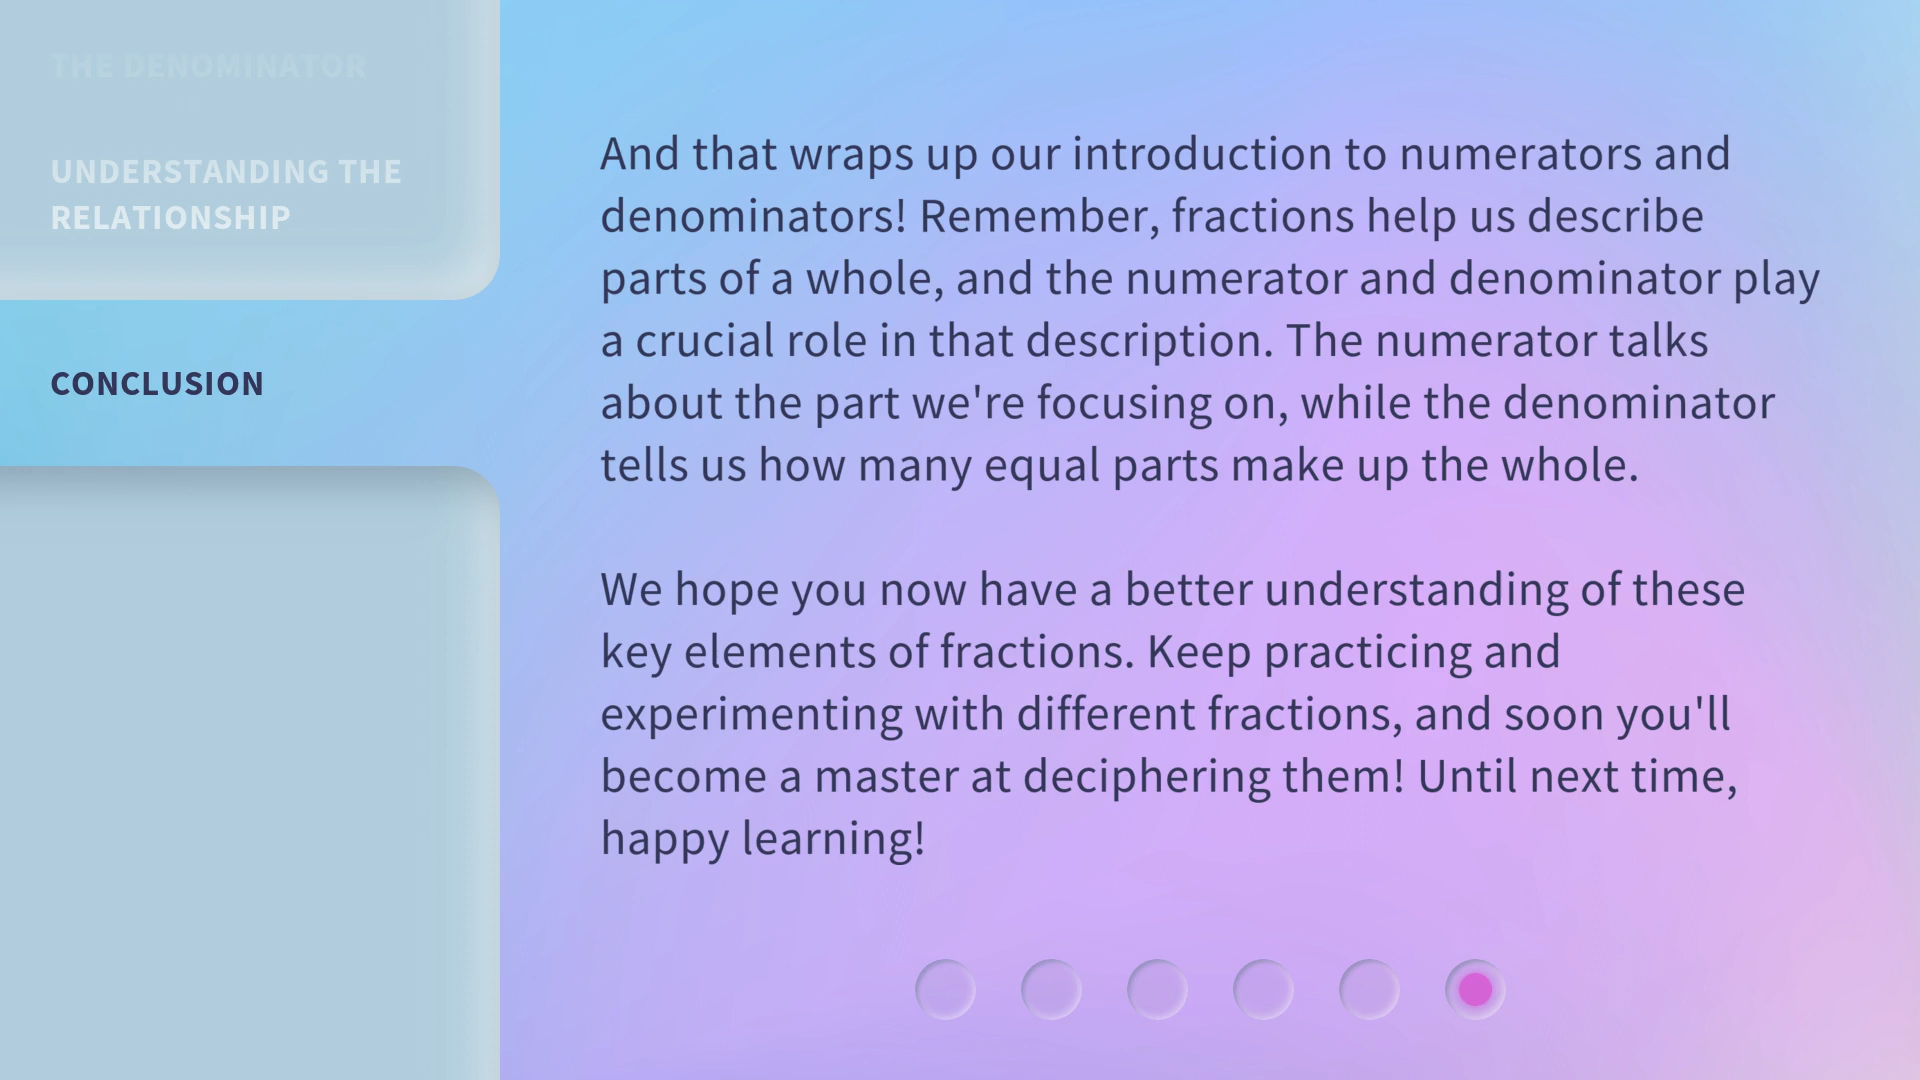 THE DENOMINATOR
UNDERSTANDING THE
RELATIONSHIP
CONCLUSION
And that wraps up our introduction to numerators and
denominators! Remember, fractions help us describe
parts of a whole, and the numerator and denominator play
a crucial role in that description. The numerator talks
about the part we're focusing on, while the denominator
tells us how many equal parts make up the whole.
We hope you now have a better understanding of these
key elements of fractions. Keep practicing and
experimenting with different fractions, and soon you'll
become a master at deciphering them! Until next time,
happy learning!